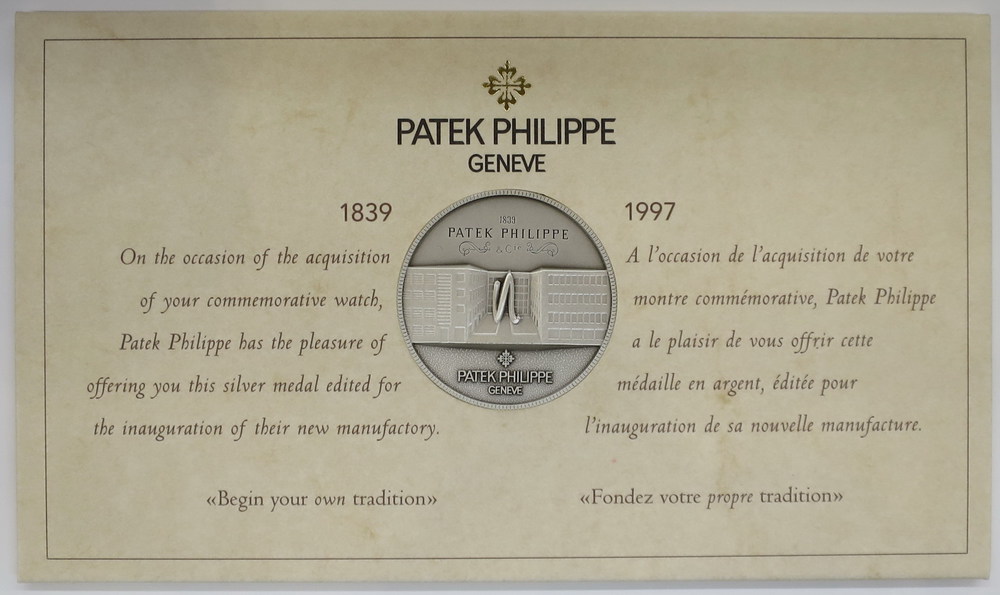 PATEK PHILIPPE
GENEVE
1839
On the occasion of the acquisition
of your commemorative watch,
Patek Philippe has the pleasure of
offering you this silver medal edited for
the inauguration of their new manufactory.
«Begin your own tradition»
1839
PATEK PHILIPPE
& Cie
PATEK PHILIPPE
GENEVE
1997
A l'occasion de l'acquisition de votre
montre commémorative, Patek Philippe
a le plaisir de vous offrir cette
médaille en argent, éditée pour
l'inauguration de sa nouvelle manufacture.
«Fondez votre propre tradition»